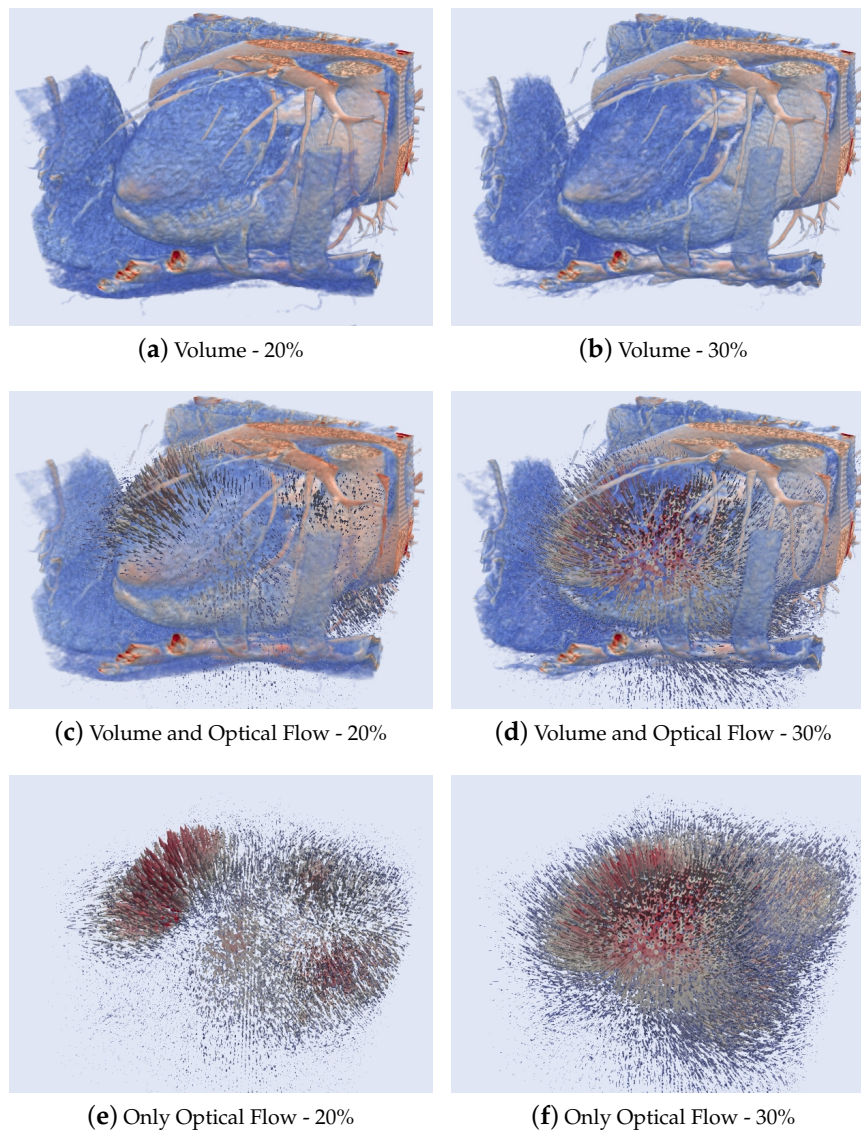 (a) Volume - 20%
(b) Volume - 30%
(c) Volume and Optical Flow - 20%
(d) Volume and Optical Flow - 30%
(e) Only Optical Flow - 20%
(f) Only Optical Flow - 30%